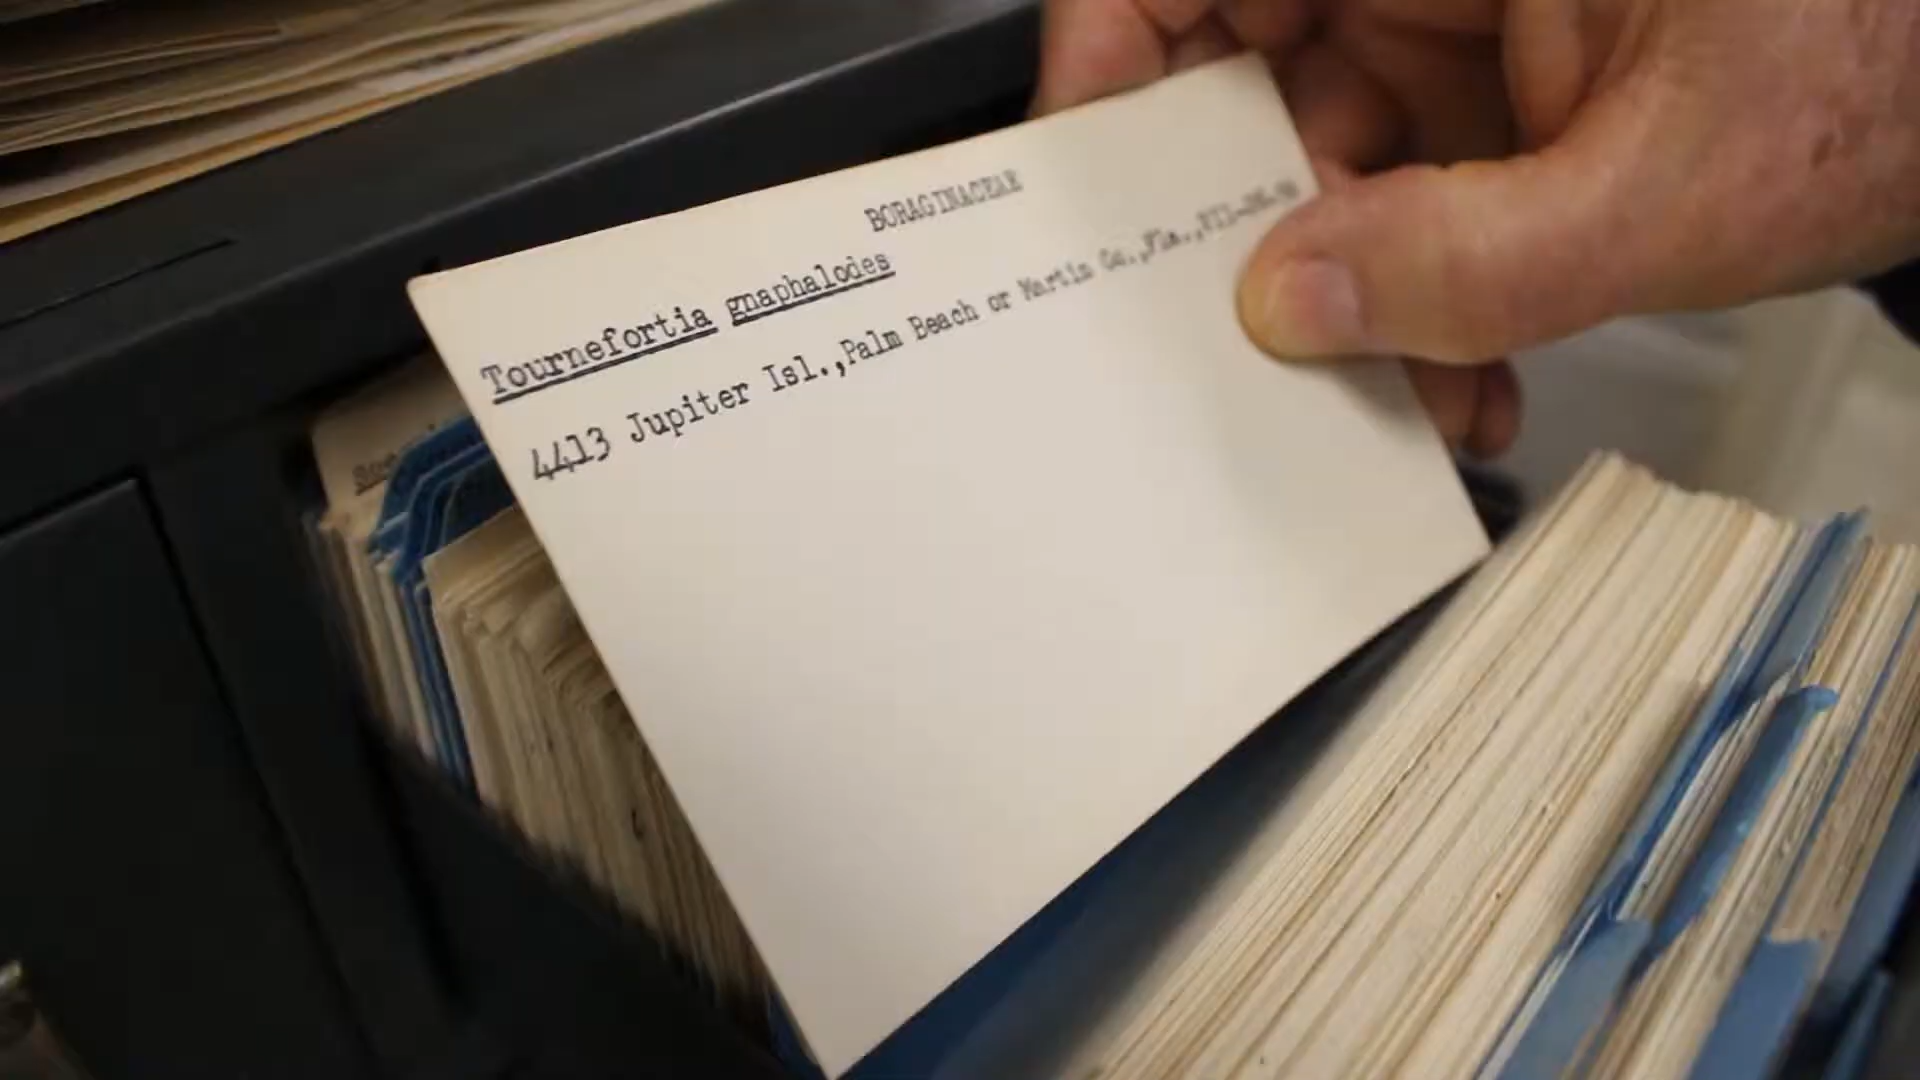 BORAGINACEAE
Tournefortia gnaphalodes
4413 Jupiter Isl.,Palm Beach or Martin Co.,Fla.,